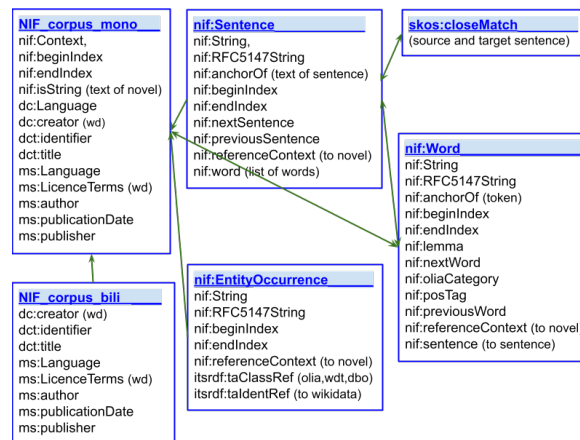 NIF_corpus_mono
nif:Context,
nif:beginIndex
nif:endIndex
nif:isString (text of novel)
dc:Language
dc:creator (wd)
dct:identifier
dct:title
ms:Language
ms:LicenceTerms (wd)
ms:author
ms:publicationDate
ms:publisher
nif:Sentence
nif:String,
nif:RFC5147String
nif:anchorOf (text of sentence)
nif:beginIndex
nif:endIndex
nif:nextSentence
nif:previousSentence
nif:referenceContext (to novel)
nif:word (list of words)
skos:closeMatch
(source and target sentence)
nif:Word
nif:String
nif:RFC5147String
nif:anchorOf (token)
nif:beginIndex
nif:endIndex
nif:lemma
nif:nextWord
nif:oliaCategory
nif:posTag
nif:previousWord
nif:referenceContext (to novel)
nif:sentence (to sentence)
NIF_corpus_bili
dc:creator (wd)
dct:identifier
dct:title
ms:Language
ms:LicenceTerms (wd)
ms:author
ms:publicationDate
ms:publisher
nif:EntityOccurrence
nif:String
nif:RFC5147String
nif:beginIndex
nif:endIndex
nif:referenceContext (to novel)
itsrdf:taClassRef (olia,wdt,dbo)
itsrdf:taIdentRef (to wikidata)